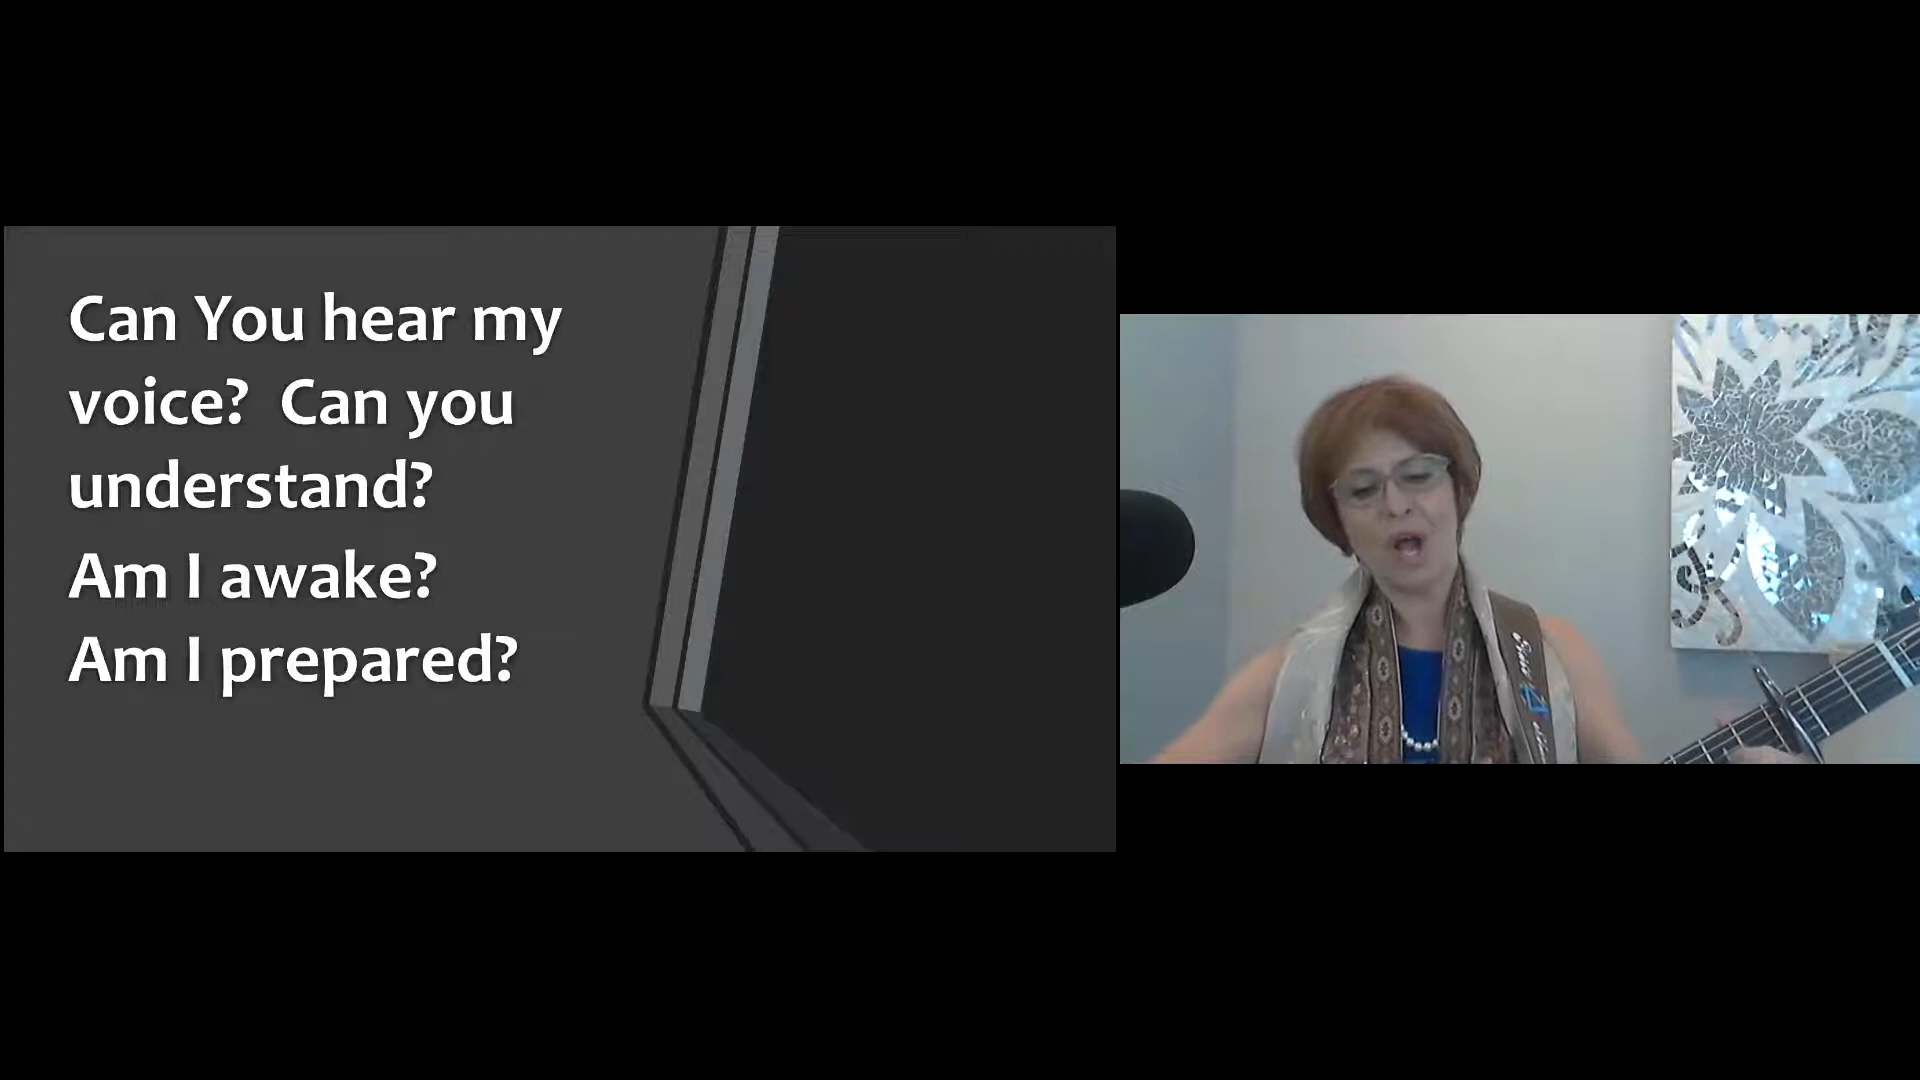 Can You hear my
voice?  Can you
understand?
Am I awake?
Am I prepared?